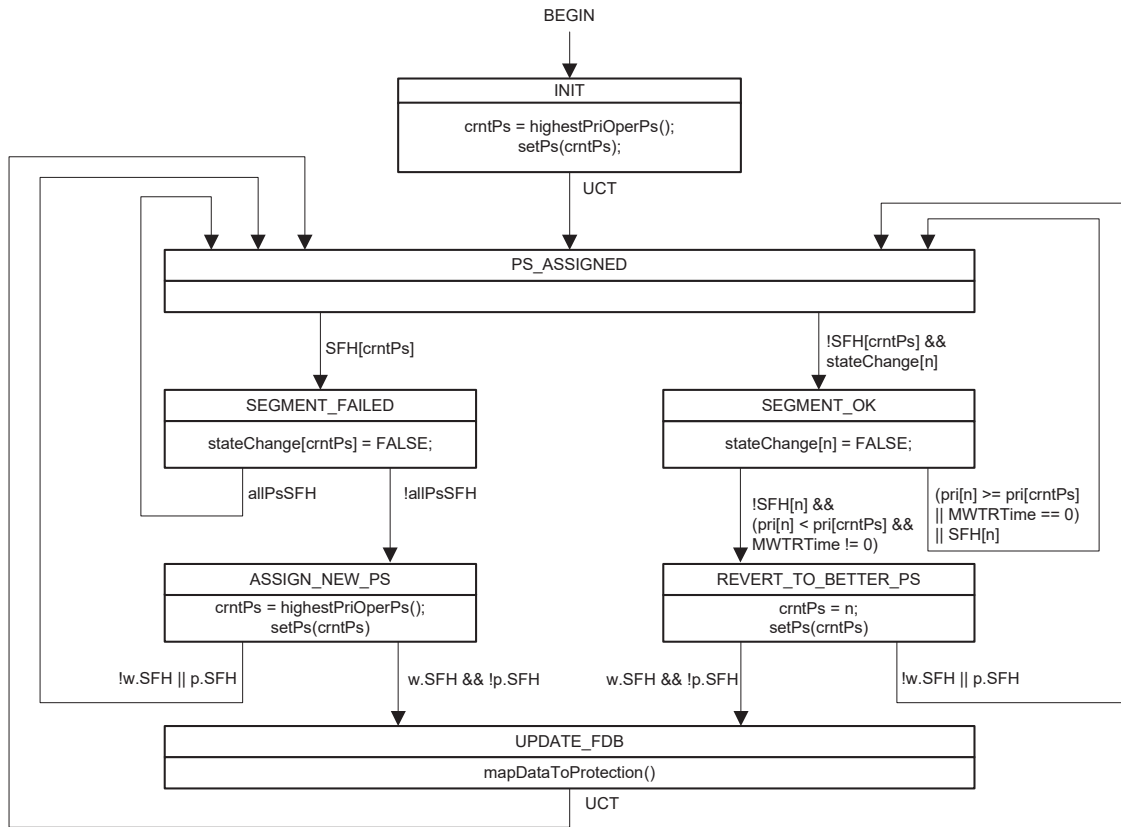 BEGIN
INIT
crntPs = highestPriOperPs();
setPs(crntPs);
UCT
PS_ASSIGNED
SFH[crntPs]
!SFH[crntPs] &&
stateChange[n]
SEGMENT_FAILED
stateChange[crntPs] = FALSE;
SEGMENT_OK
stateChange[n] = FALSE;
allPsSFH
!allPsSFH
!SFH[n] &&
(pri[n] < pri[crntPs] &&
MWTRTime != 0)
(pri[n] >= pri[crntPs]
|| MWTRTime == 0)
|| SFH[n]
ASSIGN_NEW_PS
crntPs = highestPriOperPs();
setPs(crntPs)
REVERT_TO_BETTER_PS
crntPs = n;
setPs(crntPs)
!w.SFH || p.SFH
w.SFH && !p.SFH
w.SFH && !p.SFH
!w.SFH || p.SFH
UPDATE_FDB
mapDataToProtection()
UCT